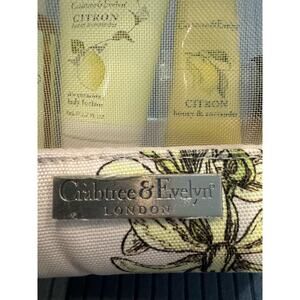 Crabtree & Evelyn
CITRON
Crabtree & Evelyn
CITRON
honey & coriander
body lotion
Crabtree & Evelyn
LONDON